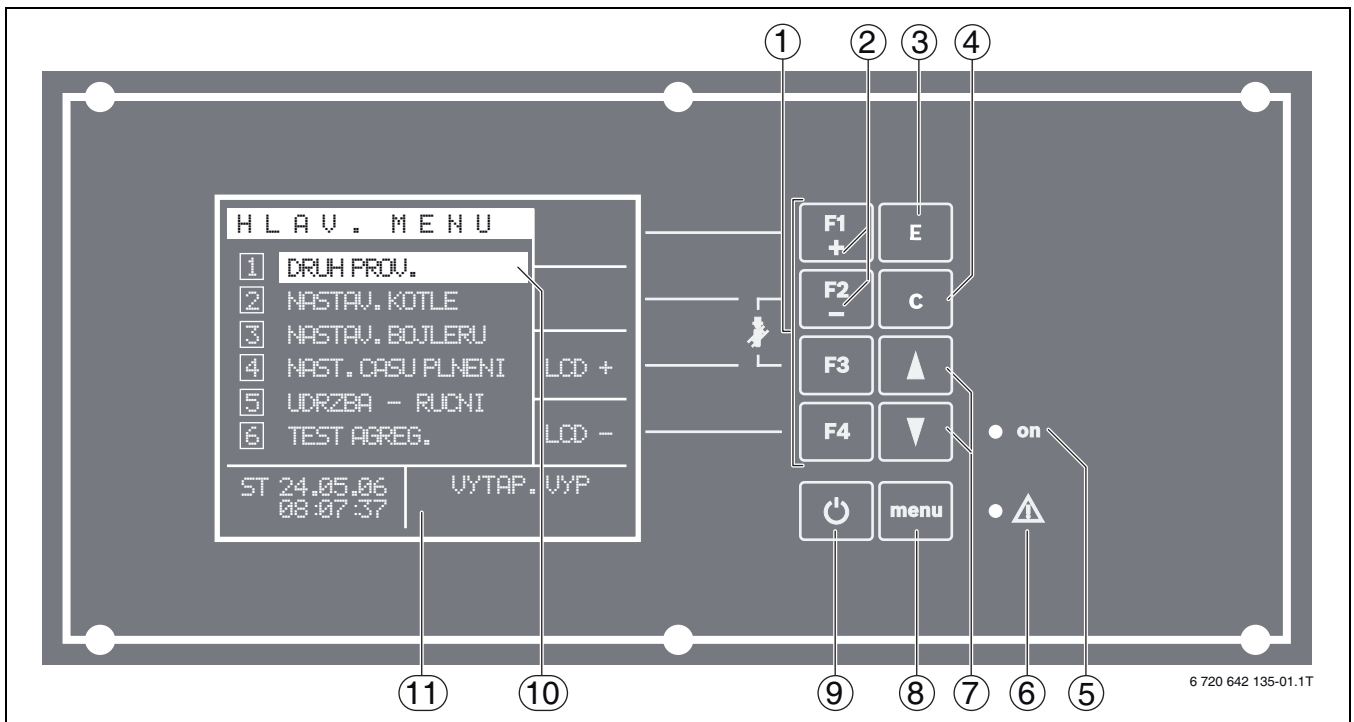 ① ② ③ ④
HLAV. MENU
1 DRUH PROV.
2 NASTAV.KOTLE
3 NASTAV.BOJLERU
4 NAST.CASU PLNENI LCD +
5 UDRZBA - RUCNI
6 TEST AGREG. LCD -
ST 24.05.06 VYTAP.VYP
08:07:37
F1 + E
F2 - C
F3 ▲
F4 ▼ on
menu
⑪ ⑩ ⑨ ⑧ ⑦ ⑥ ⑤
6 720 642 135-01.1T